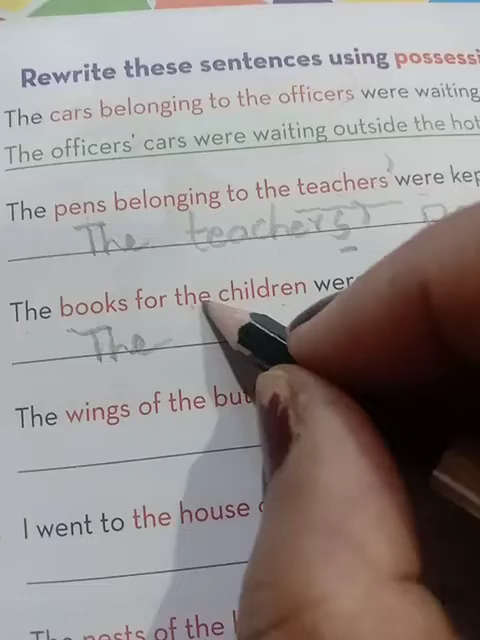 Rewrite these sentences using possessi
The cars belonging to the officers were waiting
The officers' cars were waiting outside the hot
The pens belonging to the teachers were kep
The teachers'
The books for the children wer
The
The wings of the but
I went to the house
The nests of the